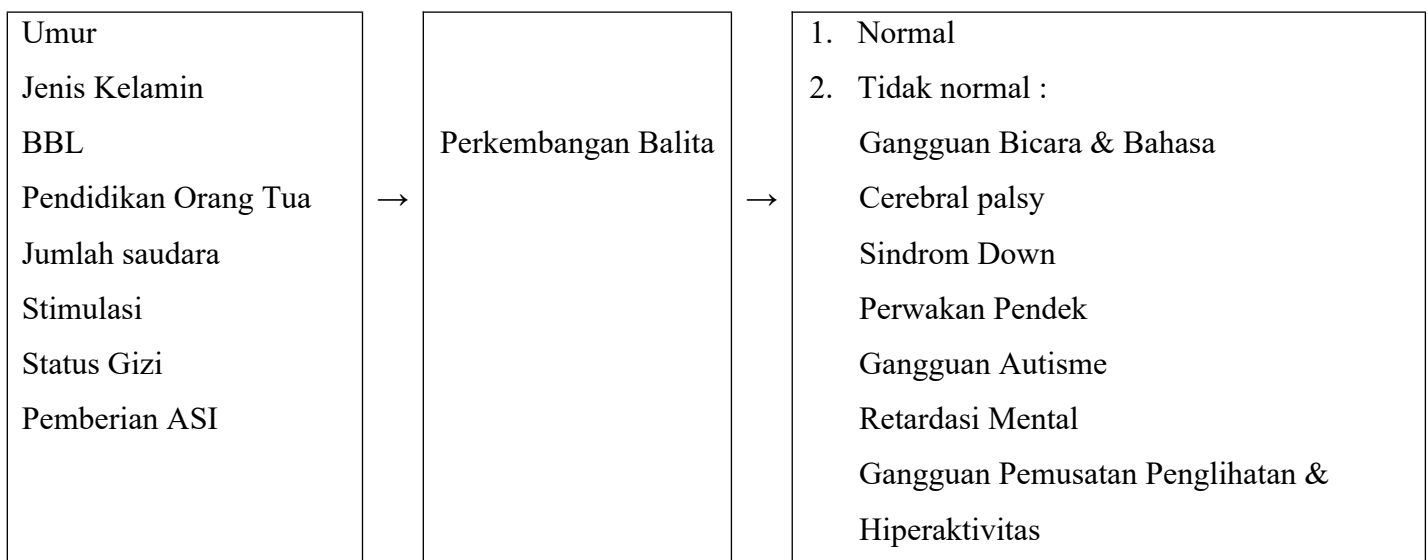 Umur
Jenis Kelamin
BBL
Pendidikan Orang Tua
Jumlah saudara
Stimulasi
Status Gizi
Pemberian ASI
→
Perkembangan Balita
→
1. Normal
2. Tidak normal :
Gangguan Bicara & Bahasa
Cerebral palsy
Sindrom Down
Perwakan Pendek
Gangguan Autisme
Retardasi Mental
Gangguan Pemusatan Penglihatan &
Hiperaktivitas